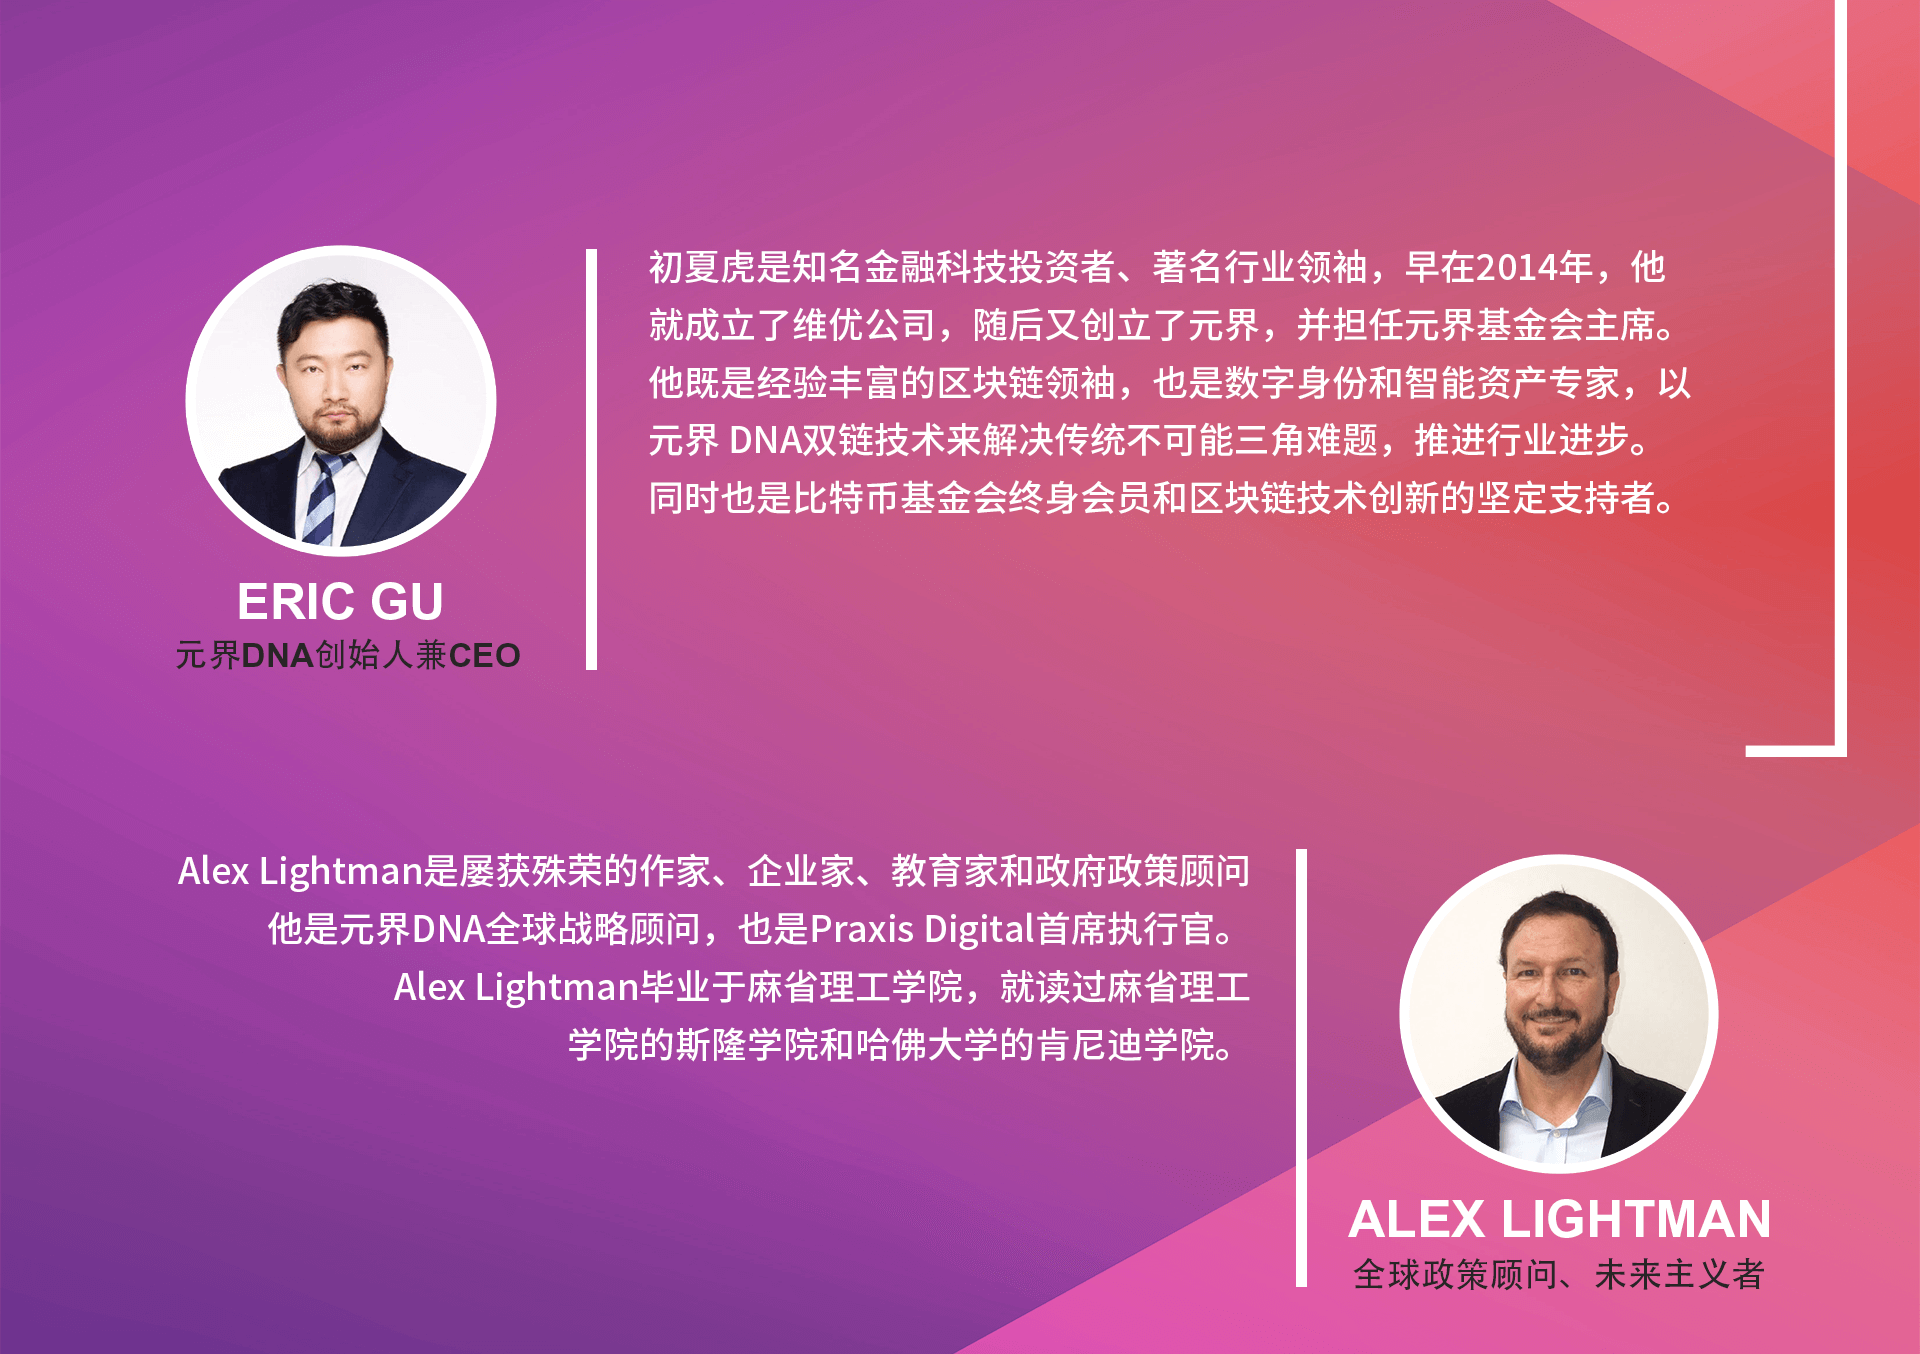 初夏虎是知名金融科技投资者、著名行业领袖，早在2014年，他
就成立了维优公司，随后又创立了元界，并担任元界基金会主席。
他既是经验丰富的区块链领袖，也是数字身份和智能资产专家，以
元界 DNA双链技术来解决传统不可能三角难题，推进行业进步。
同时也是比特币基金会终身会员和区块链技术创新的坚定支持者。
ERIC GU
元界DNA创始人兼CEO
Alex Lightman是屡获殊荣的作家、企业家、教育家和政府政策顾问
他是元界DNA全球战略顾问，也是Praxis Digital首席执行官。
Alex Lightman毕业于麻省理工学院，就读过麻省理工
学院的斯隆学院和哈佛大学的肯尼迪学院。
ALEX LIGHTMAN
全球政策顾问、未来主义者